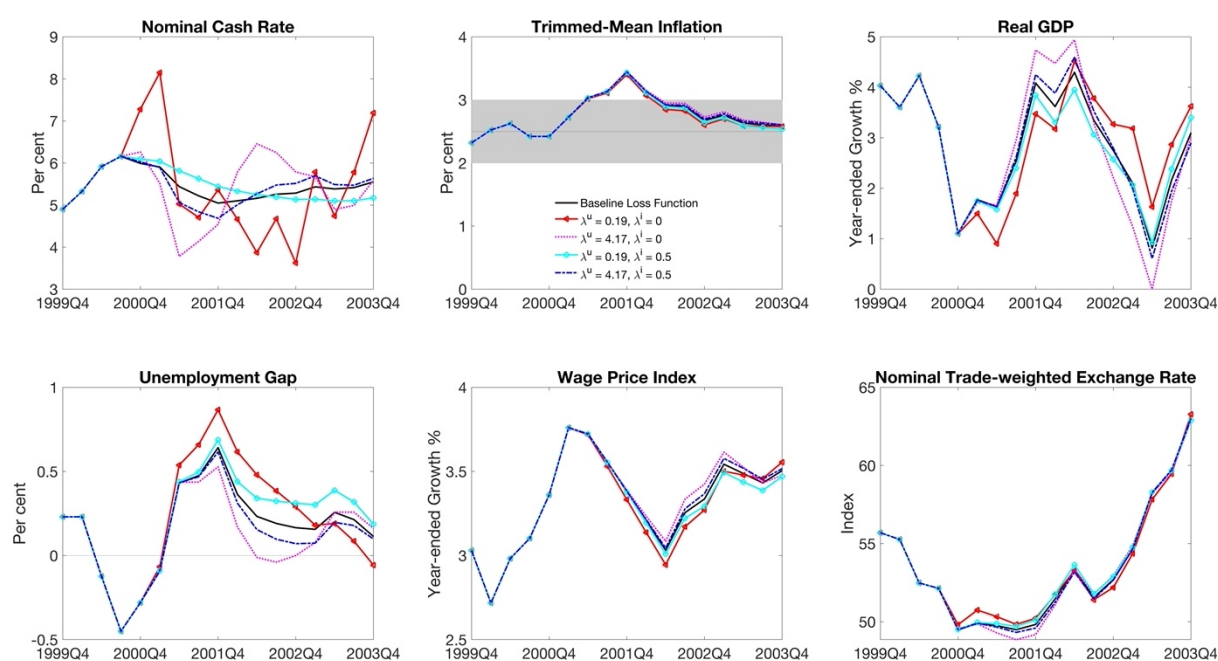 Nominal Cash Rate
Per cent
9
8
7
6
5
4
3
1999Q4 2000Q4 2001Q4 2002Q4 2003Q4
Trimmed-Mean Inflation
Per cent
4
3
2
1
0
Baseline Loss Function
λᵘ = 0.19, λⁱ = 0
λᵘ = 4.17, λⁱ = 0
λᵘ = 0.19, λⁱ = 0.5
λᵘ = 4.17, λⁱ = 0.5
1999Q4 2000Q4 2001Q4 2002Q4 2003Q4
Real GDP
Year-ended Growth %
5
4
3
2
1
0
1999Q4 2000Q4 2001Q4 2002Q4 2003Q4
Unemployment Gap
Per cent
1
0.5
0
-0.5
1999Q4 2000Q4 2001Q4 2002Q4 2003Q4
Wage Price Index
Year-ended Growth %
4
3.5
3
2.5
1999Q4 2000Q4 2001Q4 2002Q4 2003Q4
Nominal Trade-weighted Exchange Rate
Index
65
60
55
50
1999Q4 2000Q4 2001Q4 2002Q4 2003Q4